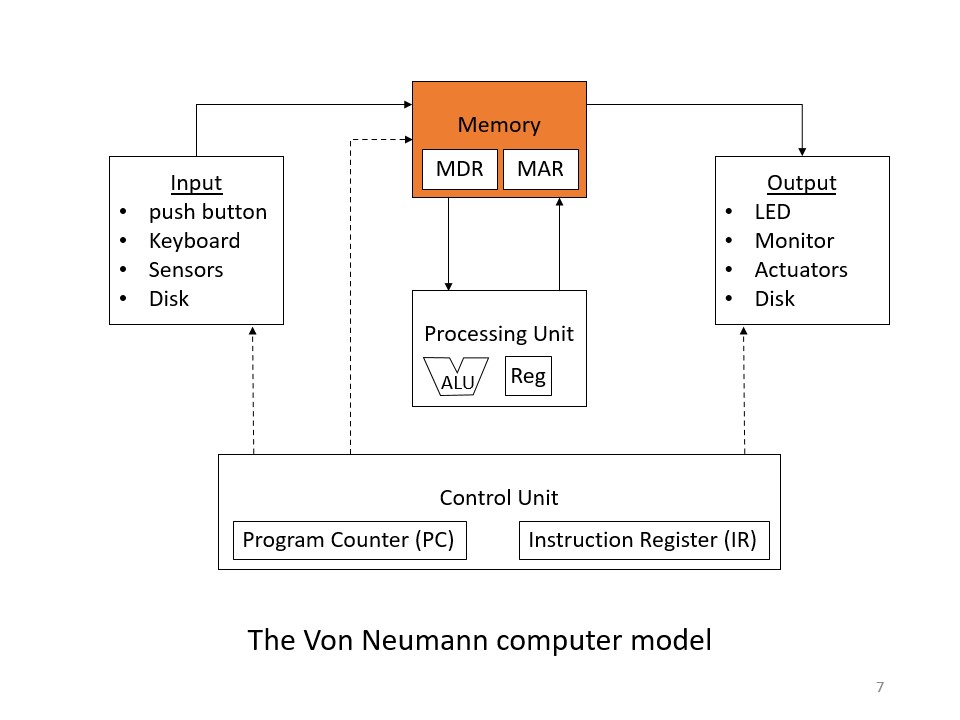 Memory
MDR
MAR
Input
• push button
• Keyboard
• Sensors
• Disk
Output
• LED
• Monitor
• Actuators
• Disk
Processing Unit
ALU
Reg
Control Unit
Program Counter (PC)
Instruction Register (IR)
The Von Neumann computer model
7